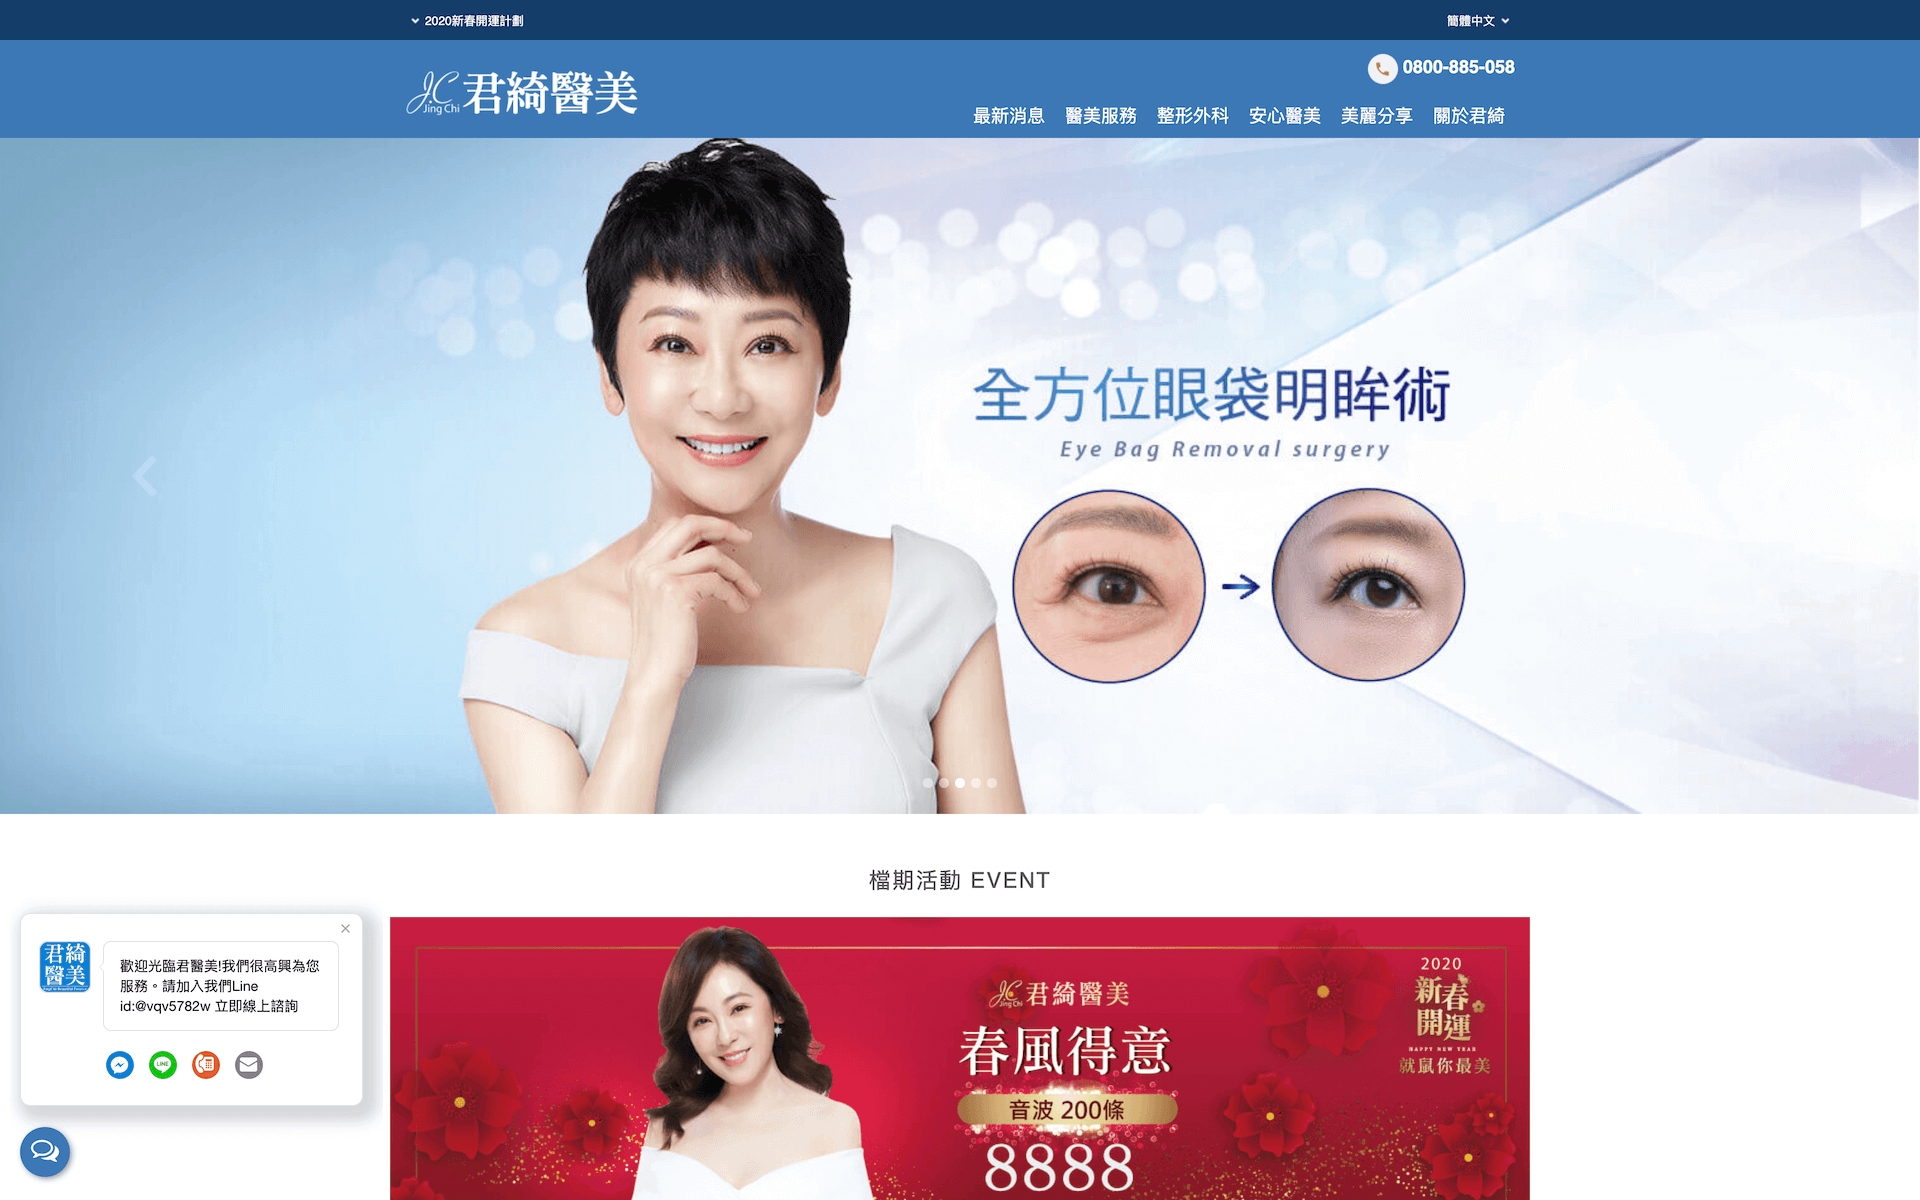 2020新春開運計劃
簡體中文
JC Jing Chi 君綺醫美
0800-885-058
最新消息 醫美服務 整形外科 安心醫美 美麗分享 關於君綺
全方位眼袋明眸術
Eye Bag Removal surgery
檔期活動 EVENT
君綺
醫美
歡迎光臨君醫美!我們很高興為您
服務。請加入我們Line
id:@vqv5782w 立即線上諮詢
LINE
JC Jing Chi 君綺醫美
春風得意
音波 200條
8888
2020
新春
開運
HAPPY NEW YEAR
就鼠你最美